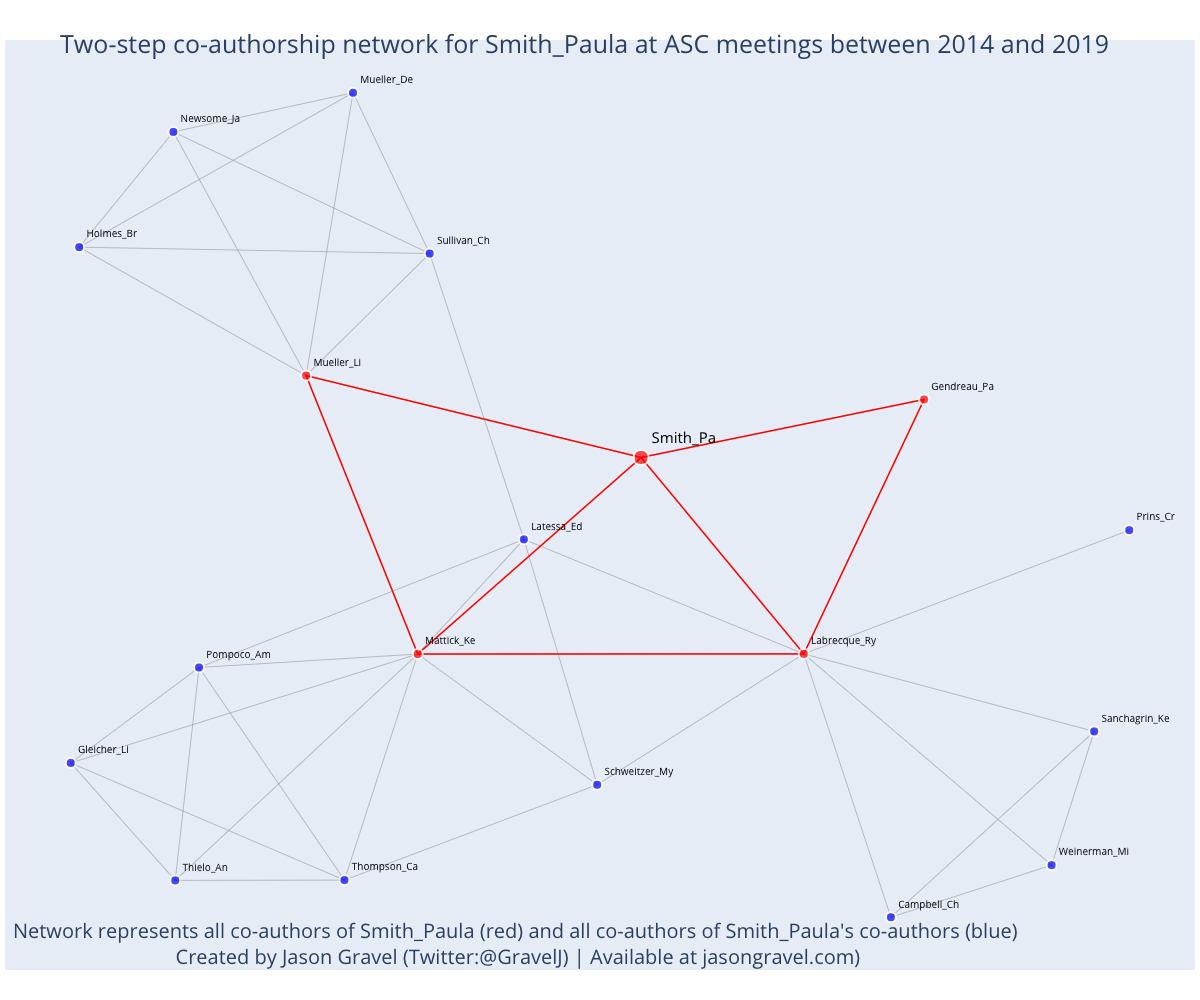 Two-step co-authorship network for Smith_Paula at ASC meetings between 2014 and 2019
Mueller_De
Newsome_Ja
Holmes_Br
Sullivan_Ch
Mueller_Li
Gendreau_Pa
Smith_Pa
Prins_Cr
Latessa_Ed
Mattick_Ke
Labrecque_Ry
Pompoco_Am
Sanchagrin_Ke
Gleicher_Li
Schweitzer_My
Weinerman_Mi
Thielo_An
Thompson_Ca
Campbell_Ch
Network represents all co-authors of Smith_Paula (red) and all co-authors of Smith_Paula's co-authors (blue)
Created by Jason Gravel (Twitter:@GravelJ) | Available at jasongravel.com)